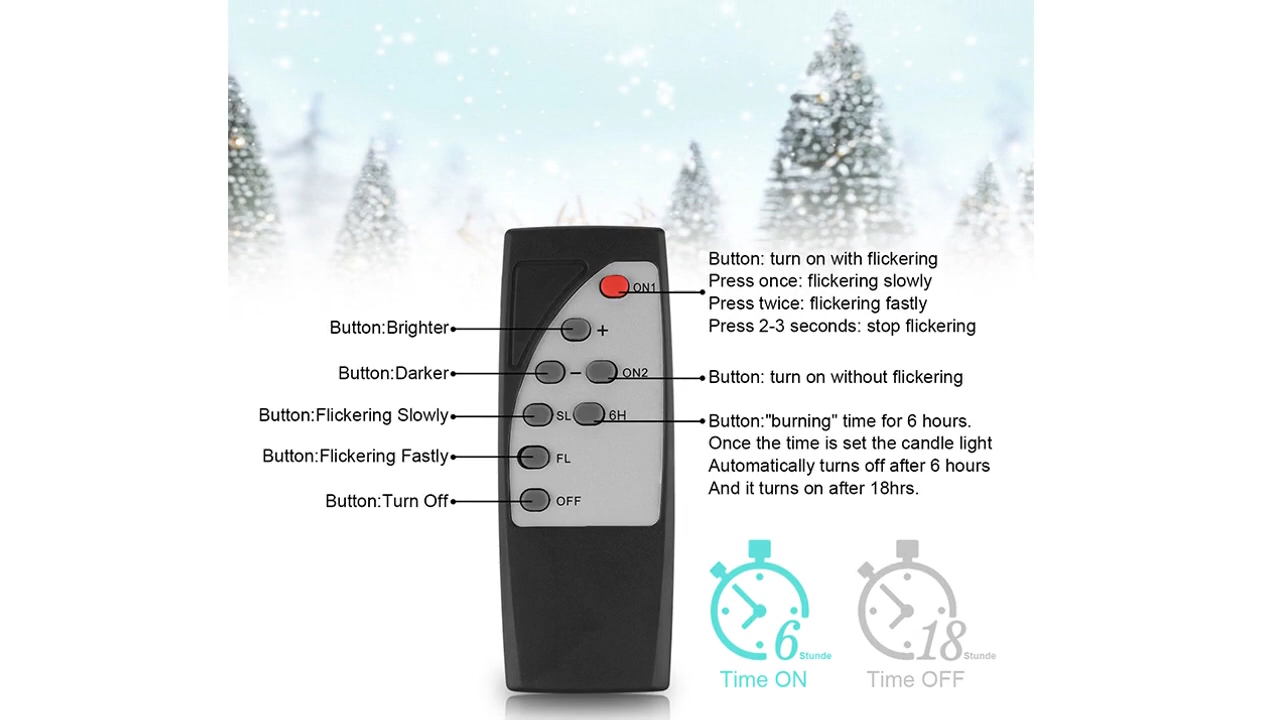 Button: turn on with flickering
Press once: flickering slowly
Press twice: flickering fastly
Press 2-3 seconds: stop flickering
ON1
Button:Brighter
+
Button:Darker
–
ON2
Button: turn on without flickering
Button:Flickering Slowly
SL
6H
Button:"burning" time for 6 hours.
Once the time is set the candle light
Automatically turns off after 6 hours
And it turns on after 18hrs.
Button:Flickering Fastly
FL
Button:Turn Off
OFF
6 Stunde
Time ON
18 Stunde
Time OFF